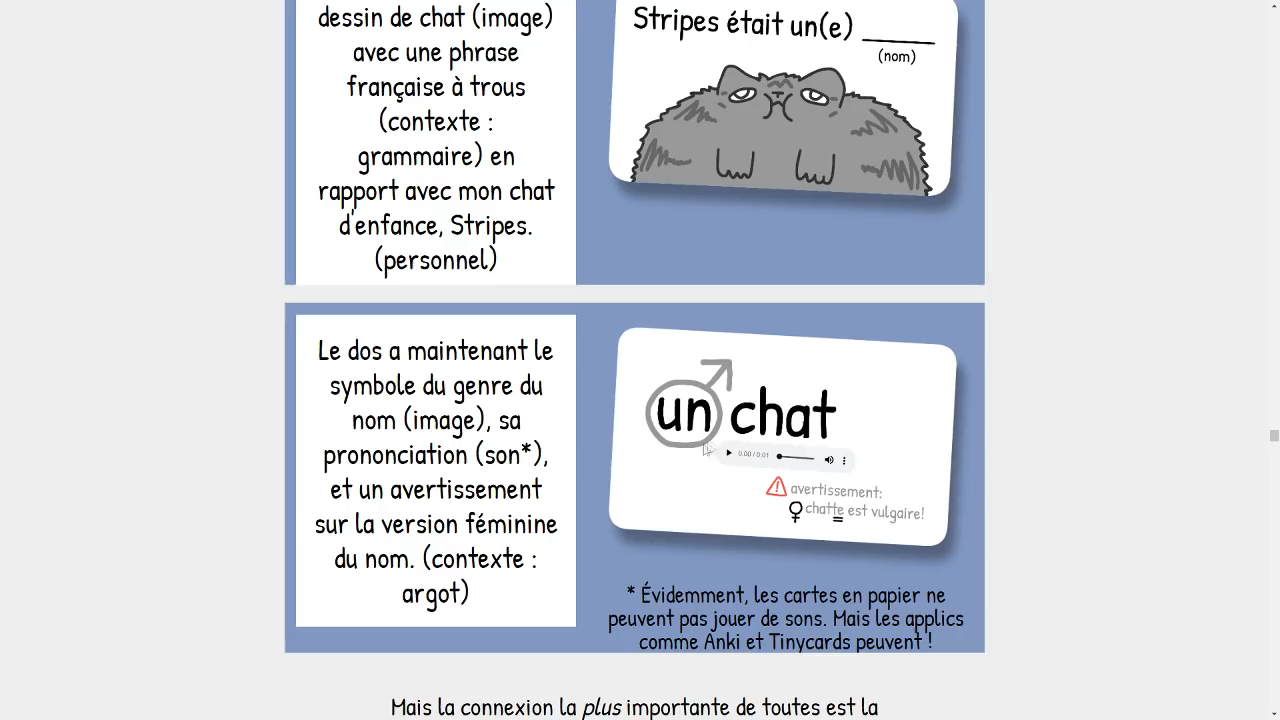 dessin de chat (image)
avec une phrase
française à trous
(contexte :
grammaire) en
rapport avec mon chat
d'enfance, Stripes.
(personnel)
Stripes était un(e) ________
(nom)
Le dos a maintenant le
symbole du genre du
nom (image), sa
prononciation (son*),
et un avertissement
sur la version féminine
du nom. (contexte :
argot)
un chat
0:00 / 0:01
avertissement:
chatte est vulgaire!
* Évidemment, les cartes en papier ne
peuvent pas jouer de sons. Mais les applics
comme Anki et Tinycards peuvent !
Mais la connexion la plus importante de toutes est la